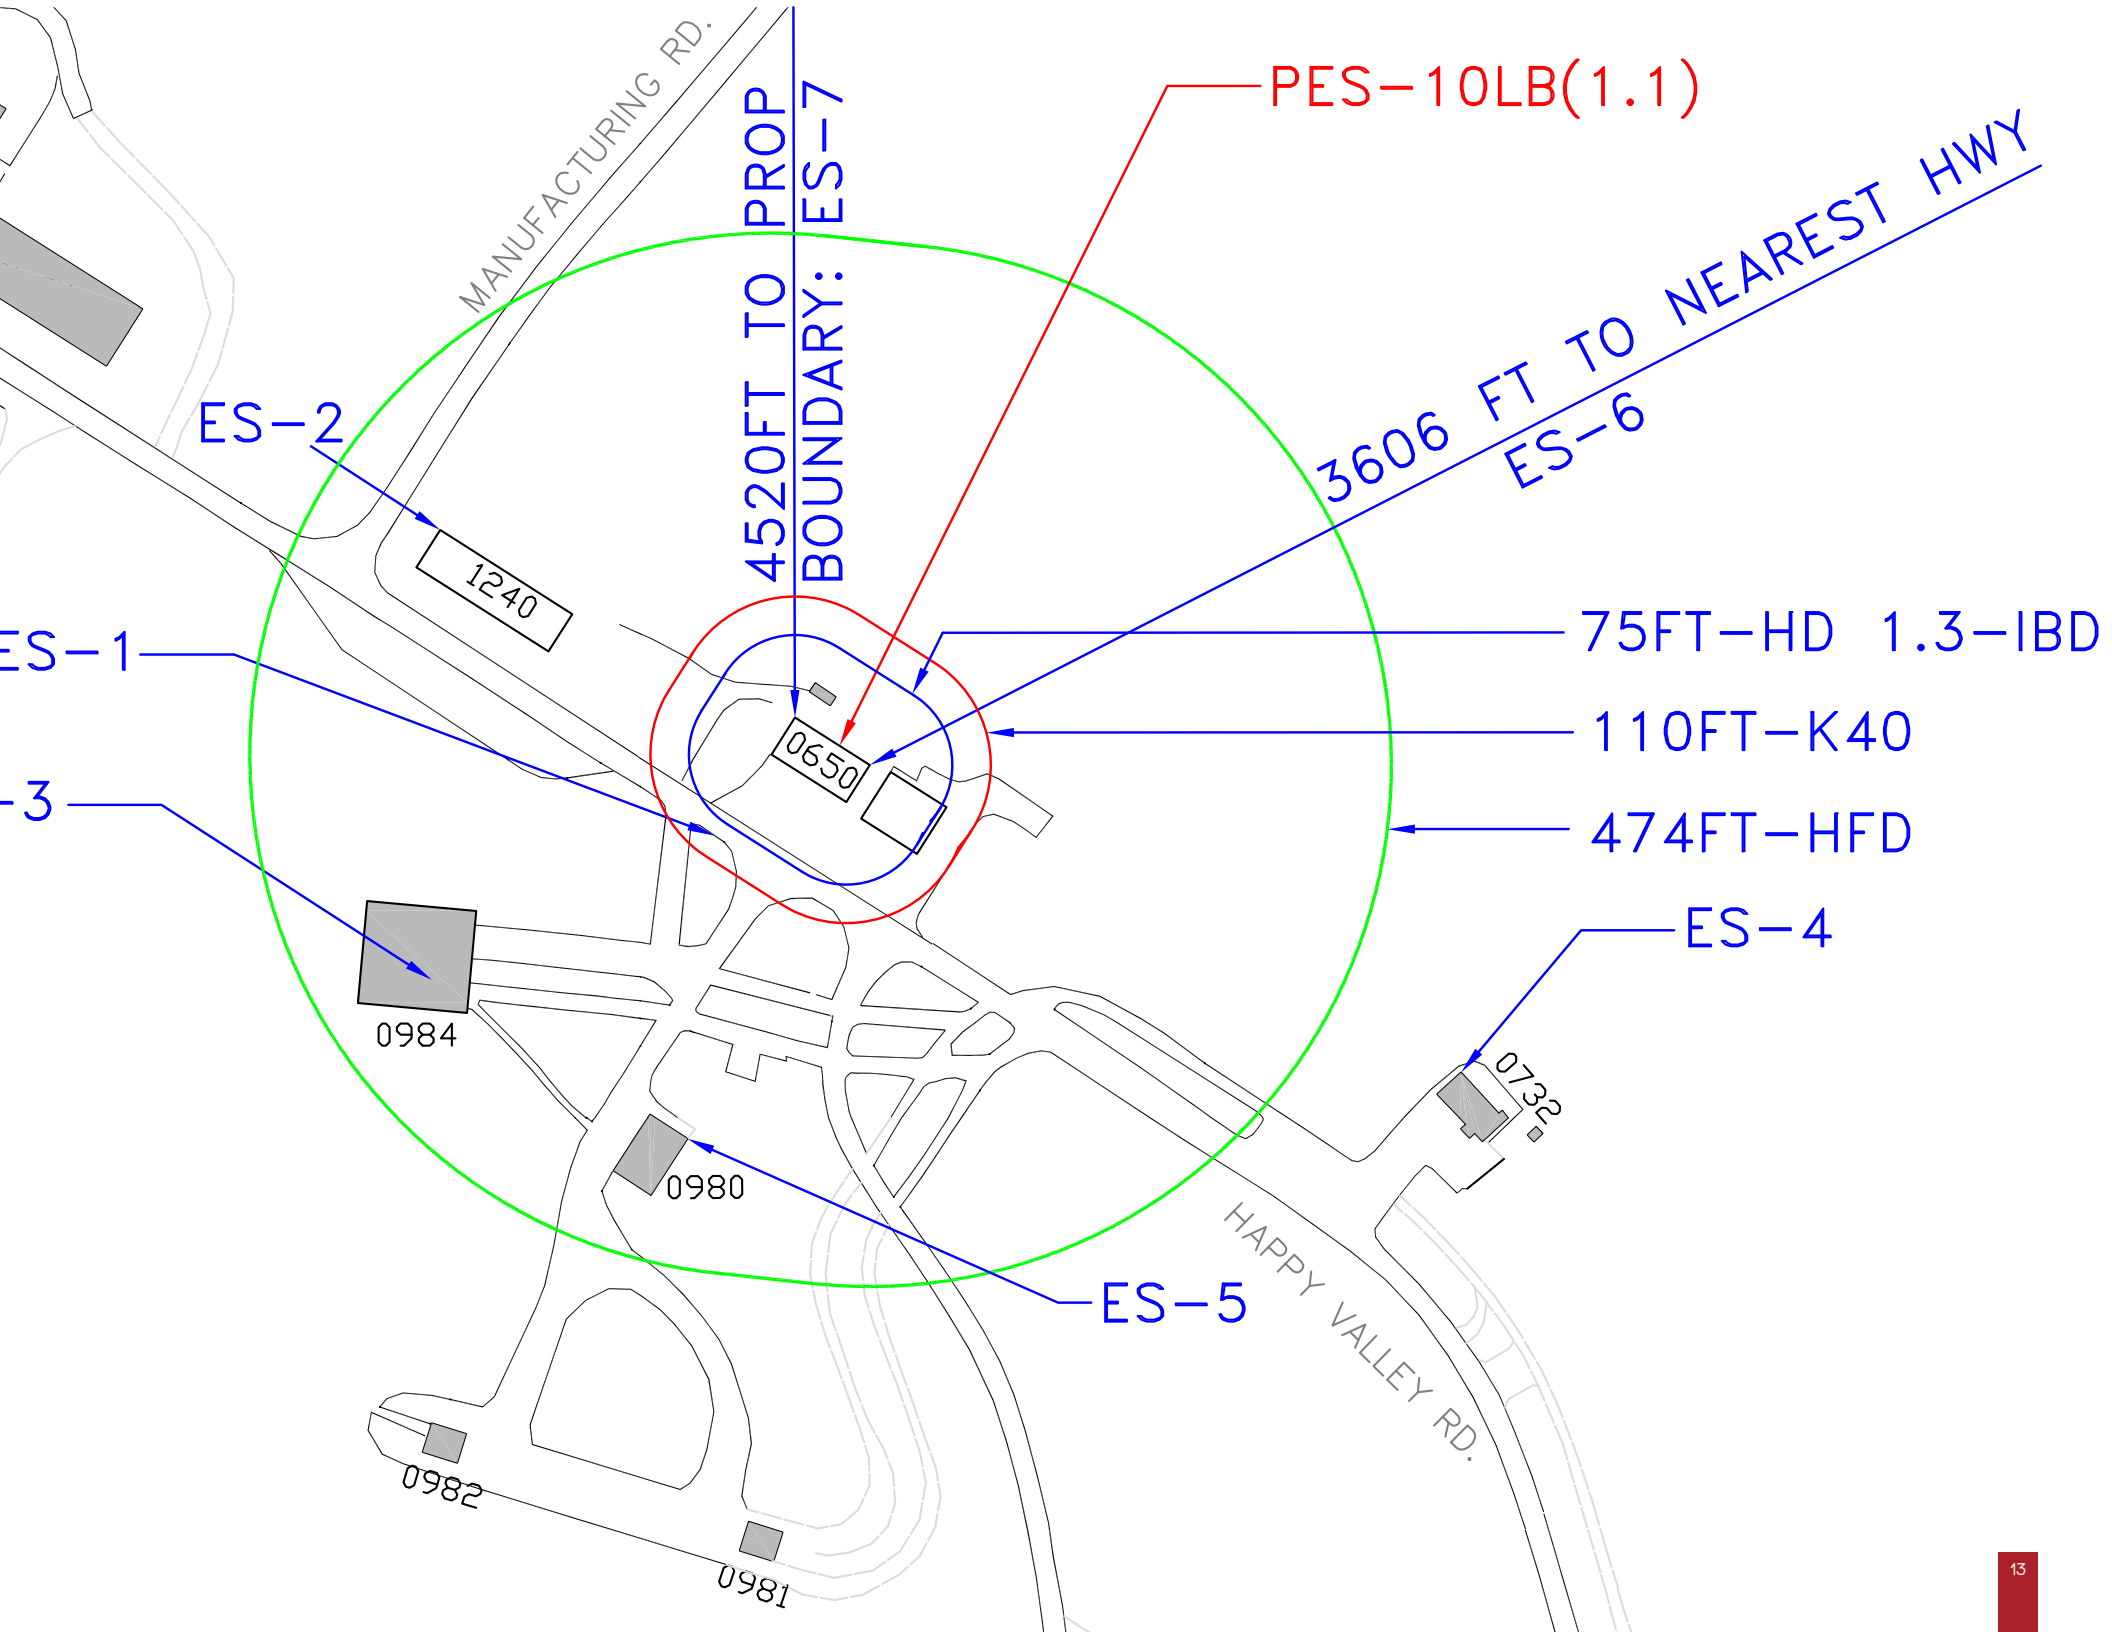 MANUFACTURING RD.
PES-10LB(1.1)
4520FT TO PROP
BOUNDARY: ES-7
3606 FT TO NEAREST HWY
ES-6
ES-2
1240
ES-1
75FT-HD 1.3-IBD
110FT-K40
0650
-3
474FT-HFD
ES-4
0984
0732
0980
HAPPY VALLEY RD.
ES-5
0982
0981
13